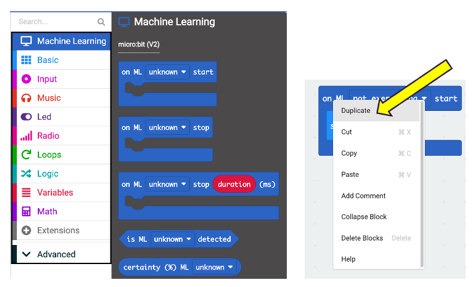 Search...
Machine Learning
Basic
Input
Music
Led
Radio
Loops
Logic
Variables
Math
Extensions
Advanced
Machine Learning
micro:bit (V2)
on ML unknown start
on ML unknown stop
on ML unknown stop duration (ms)
is ML unknown detected
certainty (%) ML unknown
on ML not exer ng start
s
Duplicate
Cut ⌘ X
Copy ⌘ C
Paste ⌘ V
Add Comment
Collapse Block
Delete Blocks Delete
Help